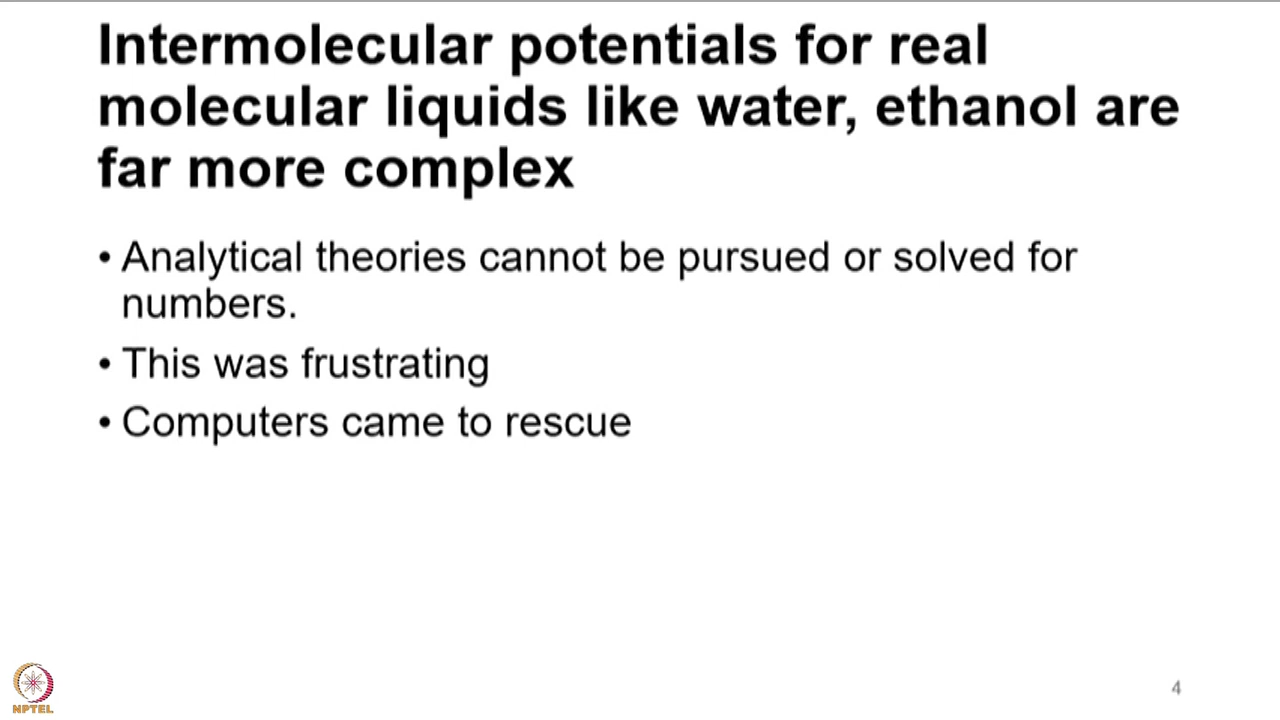 Intermolecular potentials for real
molecular liquids like water, ethanol are
far more complex
• Analytical theories cannot be pursued or solved for
numbers.
• This was frustrating
• Computers came to rescue
NPTEL
4